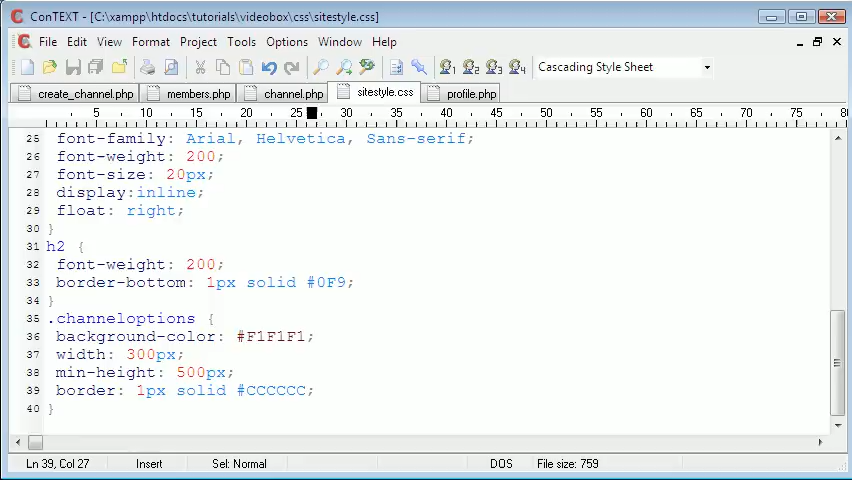 ConTEXT - [C:\xampp\htdocs\tutorials\videobox\css\sitestyle.css]
File Edit View Format Project Tools Options Window Help
1 2 3 4 Cascading Style Sheet
create_channel.php members.php channel.php sitestyle.css profile.php
5 10 15 20 25 30 35 40 45 50 55 60 65 70 75 80
25 font-family: Arial, Helvetica, Sans-serif;
26 font-weight: 200;
27 font-size: 20px;
28 display:inline;
29 float: right;
30 }
31 h2 {
32 font-weight: 200;
33 border-bottom: 1px solid #0F9;
34 }
35 .channeloptions {
36 background-color: #F1F1F1;
37 width: 300px;
38 min-height: 500px;
39 border: 1px solid #CCCCCC;
40 }
Ln 39, Col 27 Insert Sel: Normal DOS File size: 759